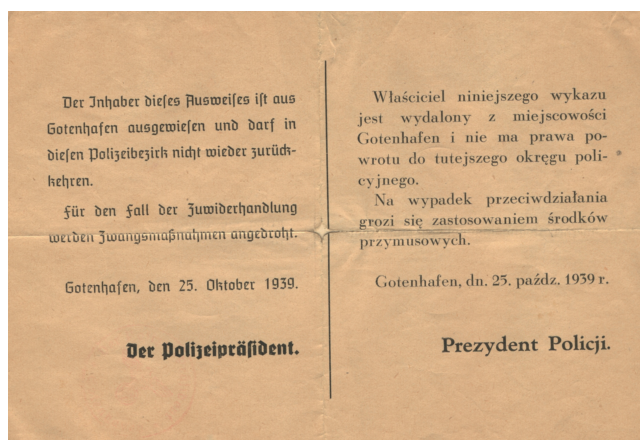 Der Inhaber dieses Ausweises ist aus
Gotenhafen ausgewiesen und darf in
diesen Polizeibezirk nicht wieder zurück-
kehren.
Für den Fall der Zuwiderhandlung
werden Zwangsmaßnahmen angedroht.
Gotenhafen, den 25. Oktober 1939.
Der Polizeipräsident.
Właściciel niniejszego wykazu
jest wydalony z miejscowości
Gotenhafen i nie ma prawa po-
wrotu do tutejszego okręgu poli-
cyjnego.
Na wypadek przeciwdziałania
grozi się zastosowaniem środków
przymusowych.
Gotenhafen, dn. 25. paźdz. 1939 r.
Prezydent Policji.